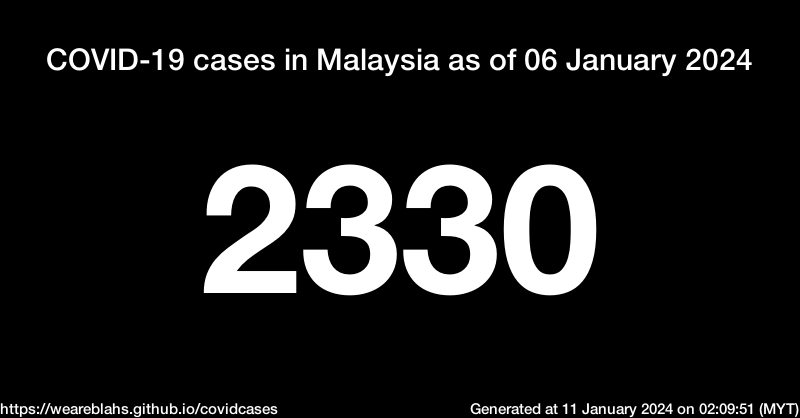 COVID-19 cases in Malaysia as of 06 January 2024
2330
https://weareblahs.github.io/covidcases
Generated at 11 January 2024 on 02:09:51 (MYT)